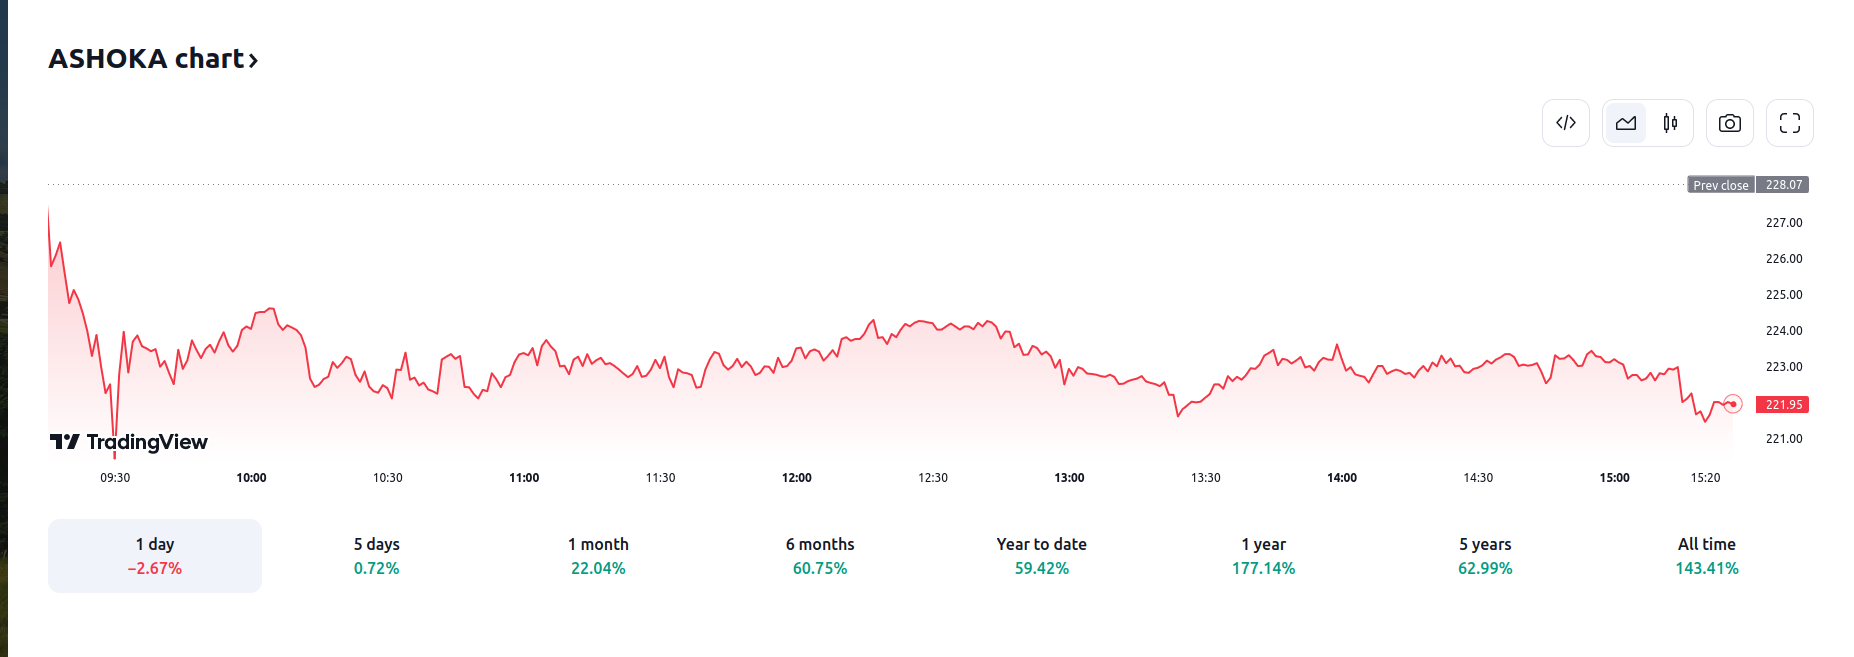 ASHOKA chart›
</>
Prev close 228.07
227.00
226.00
225.00
224.00
223.00
221.95
221.00
TradingView
09:30 10:00 10:30 11:00 11:30 12:00 12:30 13:00 13:30 14:00 14:30 15:00 15:20
1 day 5 days 1 month 6 months Year to date 1 year 5 years All time
−2.67% 0.72% 22.04% 60.75% 59.42% 177.14% 62.99% 143.41%